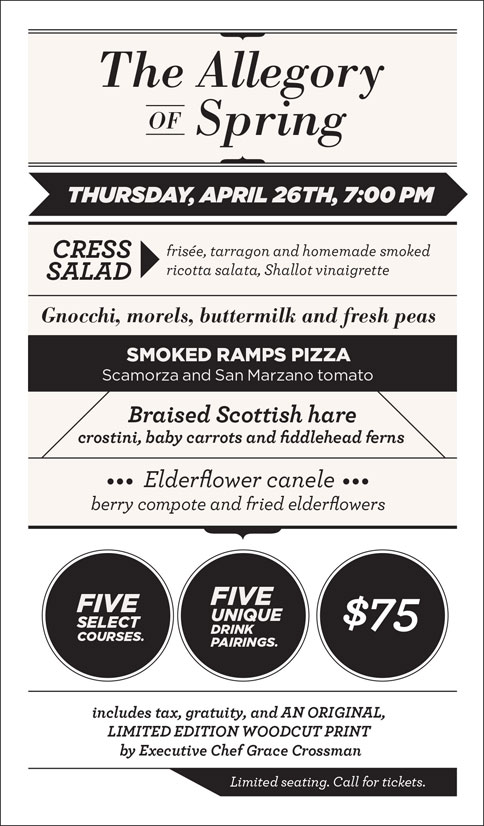 The Allegory
OF Spring
THURSDAY, APRIL 26TH, 7:00 PM
CRESS
SALAD
frisée, tarragon and homemade smoked
ricotta salata, Shallot vinaigrette
Gnocchi, morels, buttermilk and fresh peas
SMOKED RAMPS PIZZA
Scamorza and San Marzano tomato
Braised Scottish hare
crostini, baby carrots and fiddlehead ferns
••• Elderflower canele •••
berry compote and fried elderflowers
FIVE
SELECT
COURSES.
FIVE
UNIQUE
DRINK
PAIRINGS.
$75
includes tax, gratuity, and AN ORIGINAL,
LIMITED EDITION WOODCUT PRINT
by Executive Chef Grace Crossman
Limited seating. Call for tickets.